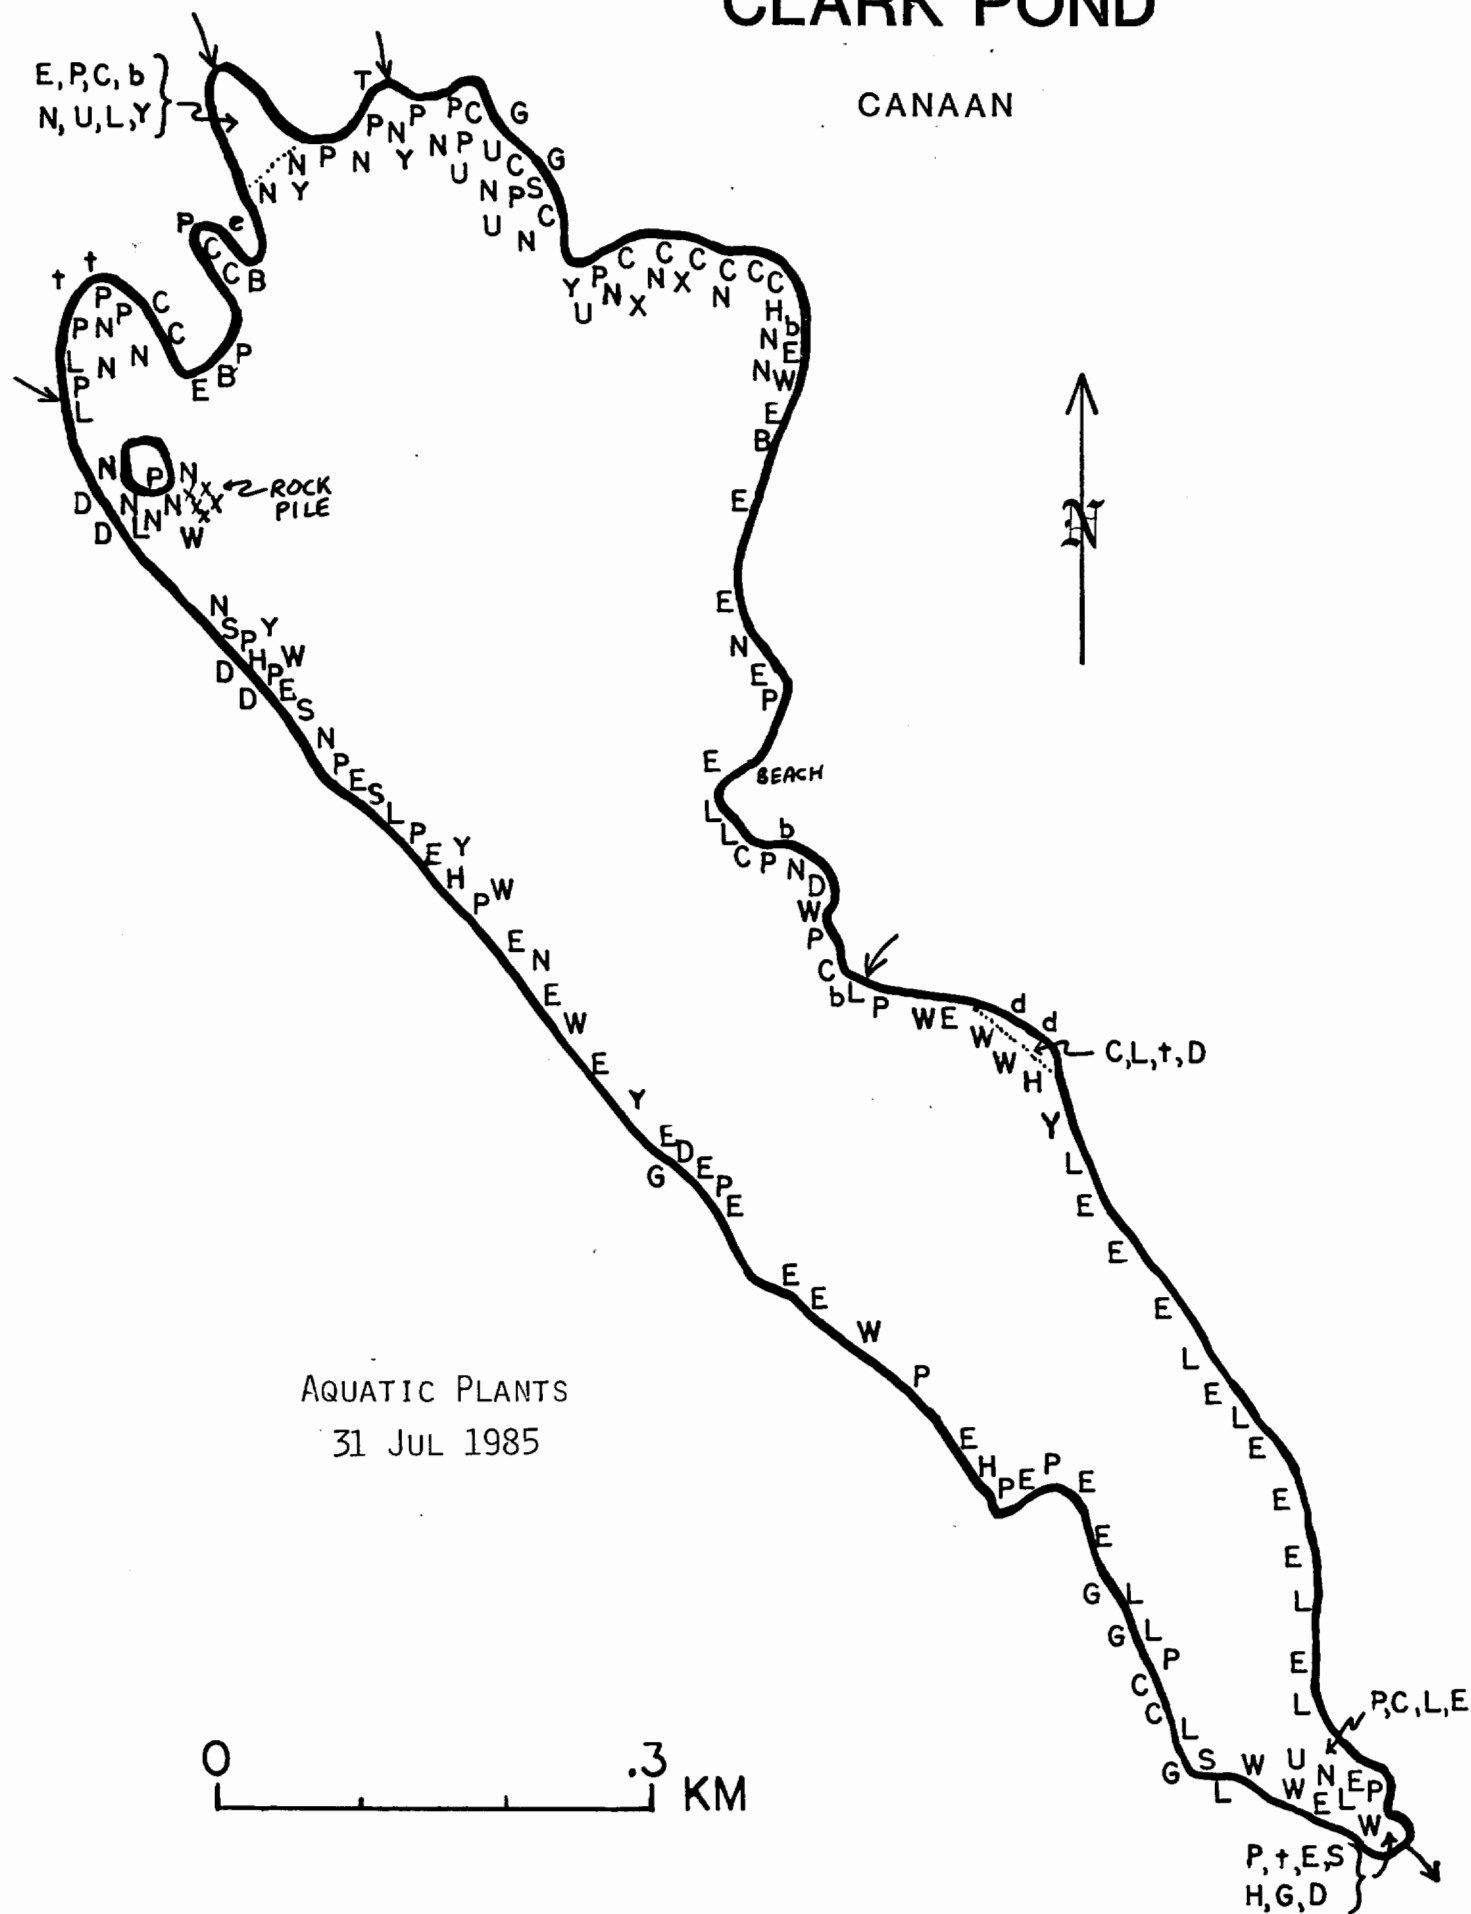 CLARK POND
CANAAN
E, P, C, b
N, U, L, Y
T
P P C G
P N P
N P N Y N P U C G
N Y U N P S
U N C
P e
C C B
t t
P P C
P N C
L N N P
P E B
L
Y P C C C C C C
U N X N X N H
N b
N E
W
E
B
N P N
D N N
D L N W
ROCK
PILE
E
N
E
N
E
P
N
S P Y
D H W
D P E
S
N
P E S
L
P Y
E
H W
P
E BEACH
L
L b
C P N
D
W
P
C
b L P W E d
W d
W C, L, t, D
H
E N
E
W
E
Y
Y
L
E
E
E D
G E
P
E
E
E
L
E
L
E
E
W
P
E
H P E P E
E
G L
G L
P
C
C
L
G S W U
L W N E P
E L
W
E
E
L
E
L
P, C, L, E
AQUATIC PLANTS
31 JUL 1985
0 .3 KM
P, t, E, S
H, G, D
N